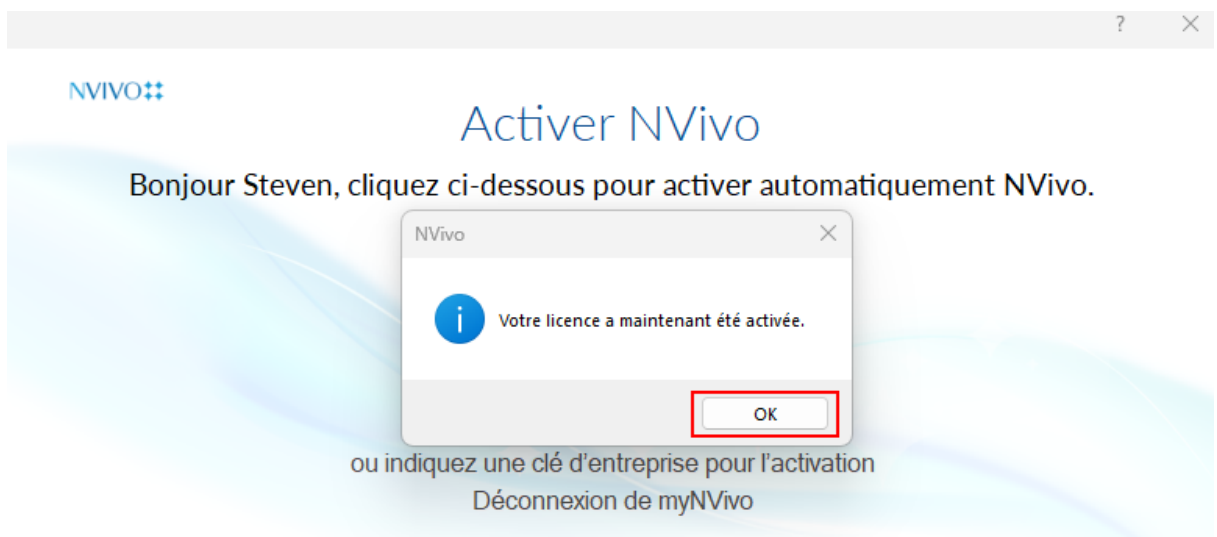 ?
NVIVO
Activer NVivo
Bonjour Steven, cliquez ci-dessous pour activer automatiquement NVivo.
NVivo
i
Votre licence a maintenant été activée.
OK
ou indiquez une clé d'entreprise pour l'activation
Déconnexion de myNVivo